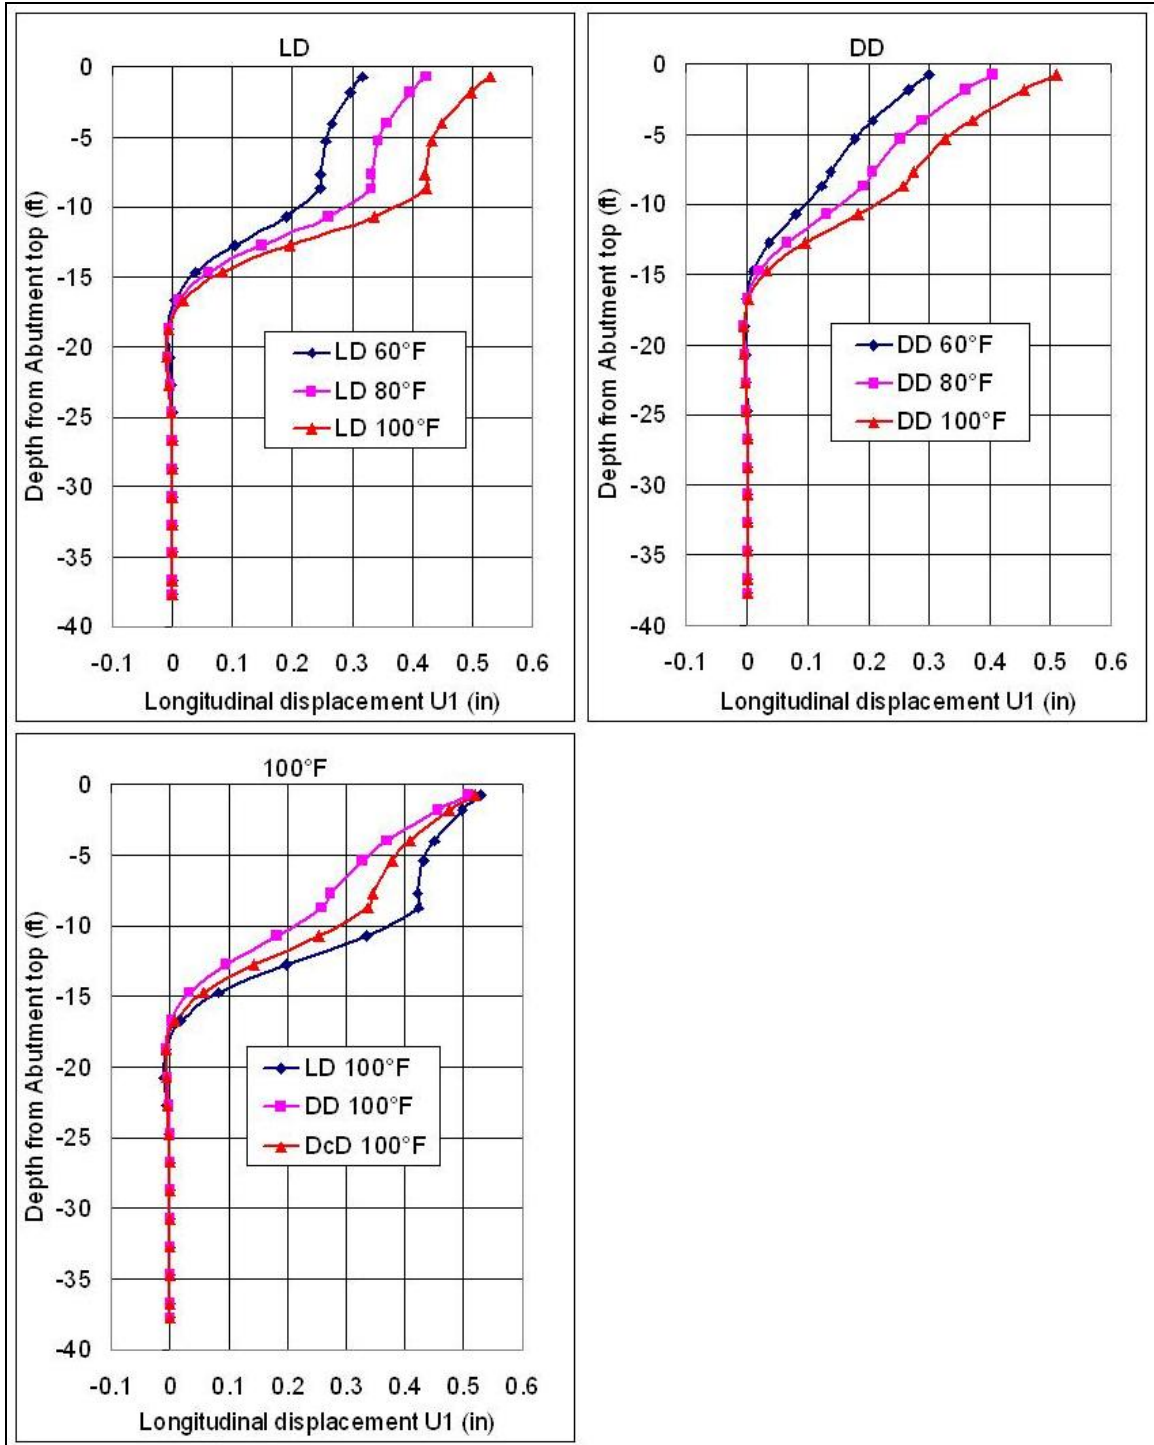 LD
0
-5
-10
-15
-20
-25
-30
-35
-40
-0.1 0 0.1 0.2 0.3 0.4 0.5 0.6
Depth from Abutment top (ft)
Longitudinal displacement U1 (in)
LD 60°F
LD 80°F
LD 100°F
DD
0
-5
-10
-15
-20
-25
-30
-35
-40
-0.1 0 0.1 0.2 0.3 0.4 0.5 0.6
Depth from Abutment top (ft)
Longitudinal displacement U1 (in)
DD 60°F
DD 80°F
DD 100°F
100°F
0
-5
-10
-15
-20
-25
-30
-35
-40
-0.1 0 0.1 0.2 0.3 0.4 0.5 0.6
Depth from Abutment top (ft)
Longitudinal displacement U1 (in)
LD 100°F
DD 100°F
DcD 100°F